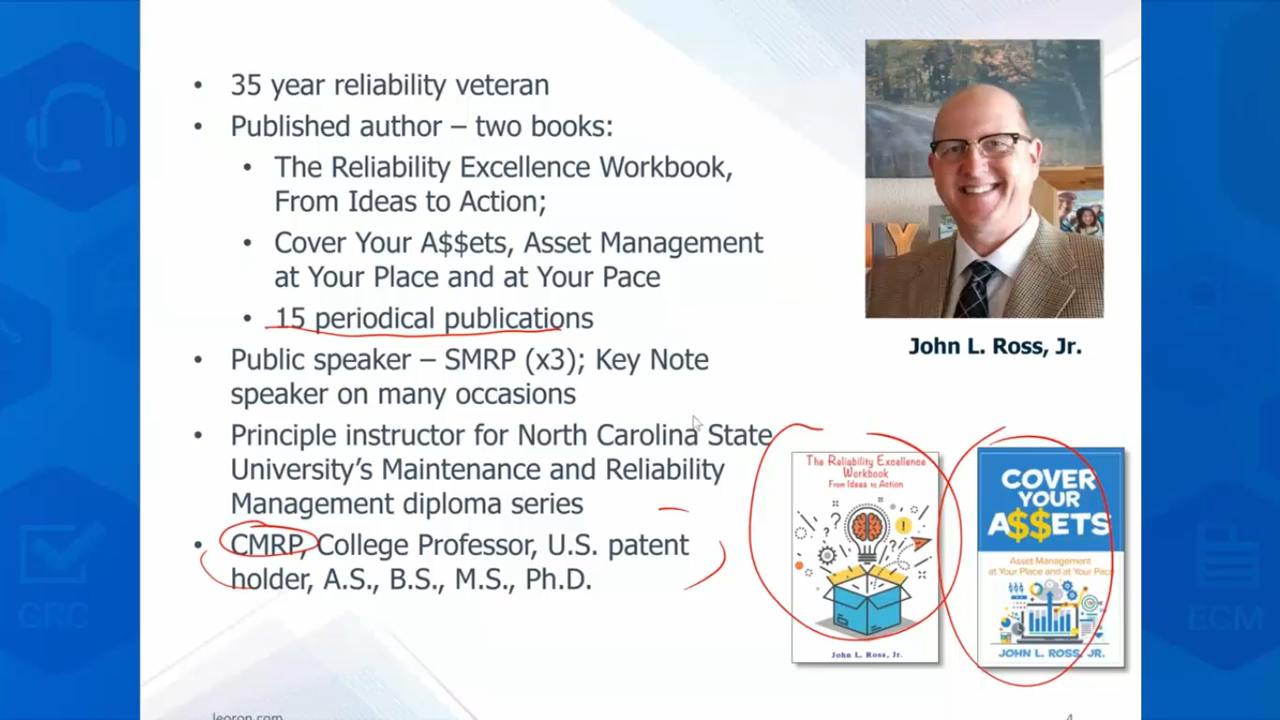 • 35 year reliability veteran
• Published author – two books:
• The Reliability Excellence Workbook,
From Ideas to Action;
• Cover Your A$$ets, Asset Management
at Your Place and at Your Pace
• 15 periodical publications
• Public speaker – SMRP (x3); Key Note
speaker on many occasions
• Principle instructor for North Carolina State
University’s Maintenance and Reliability
Management diploma series
• CMRP, College Professor, U.S. patent
holder, A.S., B.S., M.S., Ph.D.
John L. Ross, Jr.
The Reliability Excellence
Workbook
From Ideas to Action
John L. Ross, Jr.
COVER
YOUR
A$$ETS
Asset Management
at Your Place and at Your Pace
JOHN L. ROSS, JR.
GRC
ECM
leoron.com
4